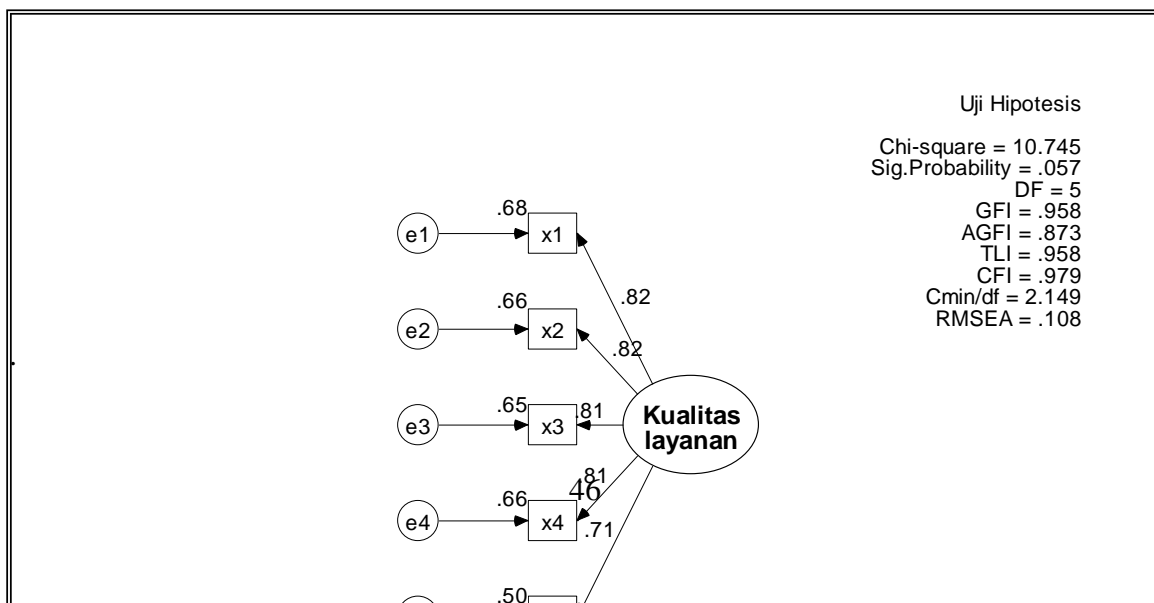 Uji Hipotesis
Chi-square = 10.745
Sig.Probability = .057
DF = 5
GFI = .958
AGFI = .873
TLI = .958
CFI = .979
Cmin/df = 2.149
RMSEA = .108
.68
e1
x1
.82
.66
e2
x2
.82
.65
e3
x3
.81
Kualitas
layanan
.81
46
.66
e4
x4
.71
.50